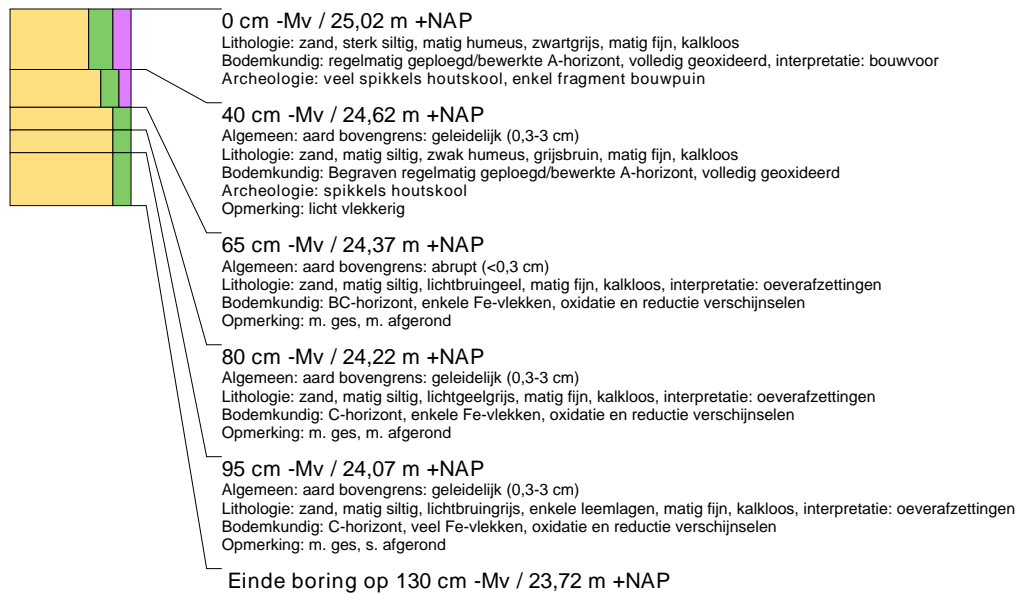 0 cm -Mv / 25,02 m +NAP
Lithologie: zand, sterk siltig, matig humeus, zwartgrijs, matig fijn, kalkloos
Bodemkundig: regelmatig geploegd/bewerkte A-horizont, volledig geoxideerd, interpretatie: bouwvoor
Archeologie: veel spikkels houtskool, enkel fragment bouwpuin
40 cm -Mv / 24,62 m +NAP
Algemeen: aard bovengrens: geleidelijk (0,3-3 cm)
Lithologie: zand, matig siltig, zwak humeus, grijsbruin, matig fijn, kalkloos
Bodemkundig: Begraven regelmatig geploegd/bewerkte A-horizont, volledig geoxideerd
Archeologie: spikkels houtskool
Opmerking: licht vlekkerig
65 cm -Mv / 24,37 m +NAP
Algemeen: aard bovengrens: abrupt (<0,3 cm)
Lithologie: zand, matig siltig, lichtbruingeel, matig fijn, kalkloos, interpretatie: oeverafzettingen
Bodemkundig: BC-horizont, enkele Fe-vlekken, oxidatie en reductie verschijnselen
Opmerking: m. ges, m. afgerond
80 cm -Mv / 24,22 m +NAP
Algemeen: aard bovengrens: geleidelijk (0,3-3 cm)
Lithologie: zand, matig siltig, lichtgeelgrijs, matig fijn, kalkloos, interpretatie: oeverafzettingen
Bodemkundig: C-horizont, enkele Fe-vlekken, oxidatie en reductie verschijnselen
Opmerking: m. ges, m. afgerond
95 cm -Mv / 24,07 m +NAP
Algemeen: aard bovengrens: geleidelijk (0,3-3 cm)
Lithologie: zand, matig siltig, lichtbruingrijs, enkele leemlagen, matig fijn, kalkloos, interpretatie: oeverafzettingen
Bodemkundig: C-horizont, veel Fe-vlekken, oxidatie en reductie verschijnselen
Opmerking: m. ges, s. afgerond
Einde boring op 130 cm -Mv / 23,72 m +NAP